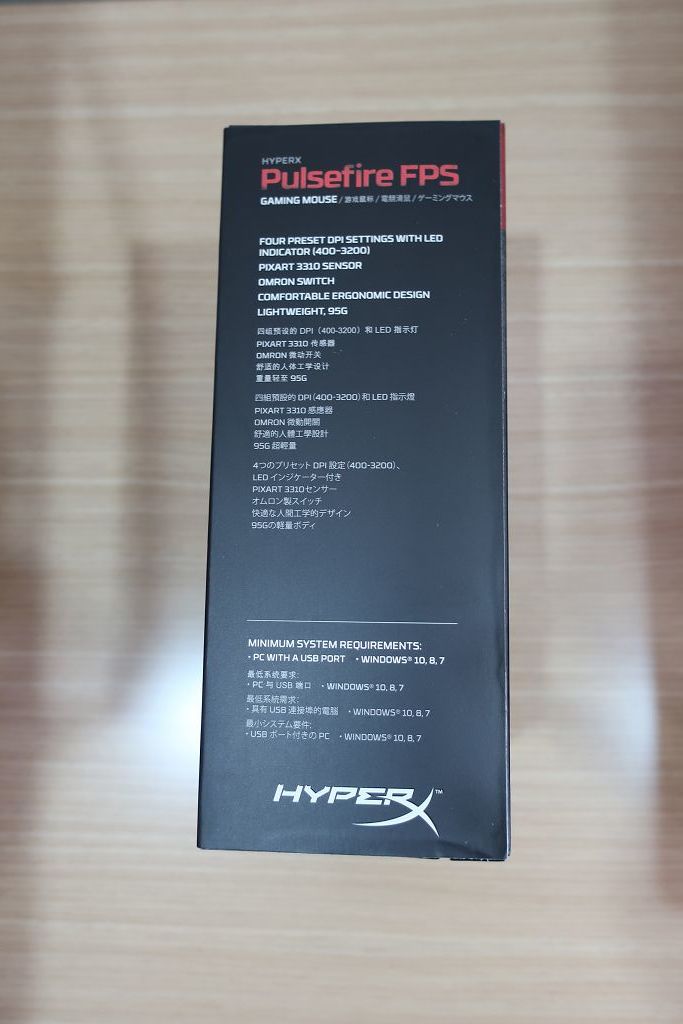 HYPERX
Pulsefire FPS
GAMING MOUSE / 游戏鼠标 / 電競滑鼠 / ゲーミングマウス
FOUR PRESET DPI SETTINGS WITH LED
INDICATOR (400-3200)
PIXART 3310 SENSOR
OMRON SWITCH
COMFORTABLE ERGONOMIC DESIGN
LIGHTWEIGHT, 95G
四组预设的 DPI（400-3200）和 LED 指示灯
PIXART 3310 传感器
OMRON 微动开关
舒适的人体工学设计
重量轻至 95G
四組預設的 DPI (400-3200) 和 LED 指示燈
PIXART 3310 感應器
OMRON 微動開關
舒適的人體工學設計
95G 超輕量
4つのプリセット DPI 設定 (400-3200)、
LED インジケーター付き
PIXART 3310センサー
オムロン製スイッチ
快適な人間工学的デザイン
95Gの軽量ボディ
MINIMUM SYSTEM REQUIREMENTS:
• PC WITH A USB PORT • WINDOWS® 10, 8, 7
最低系统要求:
• PC 与 USB 端口 • WINDOWS® 10, 8, 7
最低系統需求:
• 具有 USB 連接埠的電腦 • WINDOWS® 10, 8, 7
最小システム要件:
• USB ポート付きの PC • WINDOWS® 10, 8, 7
HYPERX™